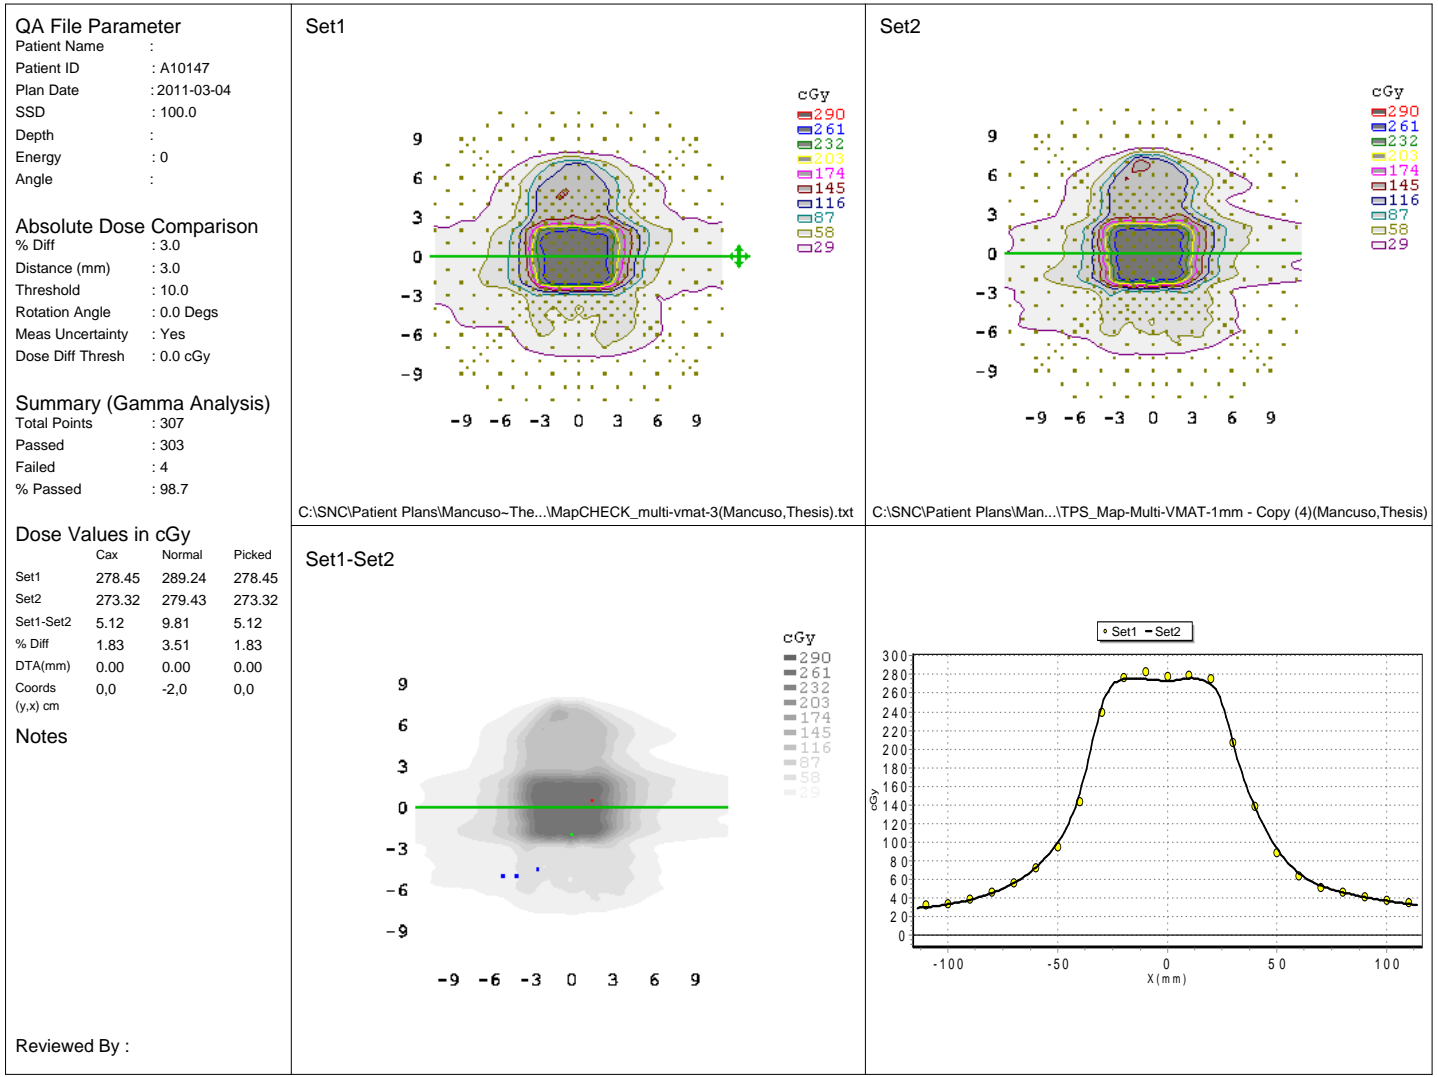 QA File Parameter
Patient Name :
Patient ID : A10147
Plan Date : 2011-03-04
SSD : 100.0
Depth :
Energy : 0
Angle :
Absolute Dose Comparison
% Diff : 3.0
Distance (mm) : 3.0
Threshold : 10.0
Rotation Angle : 0.0 Degs
Meas Uncertainty : Yes
Dose Diff Thresh : 0.0 cGy
Summary (Gamma Analysis)
Total Points : 307
Passed : 303
Failed : 4
% Passed : 98.7
Dose Values in cGy
Cax Normal Picked
Set1 278.45 289.24 278.45
Set2 273.32 279.43 273.32
Set1-Set2 5.12 9.81 5.12
% Diff 1.83 3.51 1.83
DTA(mm) 0.00 0.00 0.00
Coords 0,0 -2,0 0,0
(y,x) cm
Notes
Reviewed By :
Set1
cGy
290
261
232
203
174
145
116
87
58
29
9
6
3
0
-3
-6
-9
-9 -6 -3 0 3 6 9
C:\SNC\Patient Plans\Mancuso~The...\MapCHECK_multi-vmat-3(Mancuso,Thesis).txt
Set2
cGy
290
261
232
203
174
145
116
87
58
29
9
6
3
0
-3
-6
-9
-9 -6 -3 0 3 6 9
C:\SNC\Patient Plans\Man...\TPS_Map-Multi-VMAT-1mm - Copy (4)(Mancuso,Thesis)
Set1-Set2
cGy
290
261
232
203
174
145
116
87
58
29
9
6
3
0
-3
-6
-9
-9 -6 -3 0 3 6 9
Set1 Set2
300
280
260
240
220
200
180
160
140
120
100
80
60
40
20
0
cGy
-100 -50 0 50 100
X(mm)